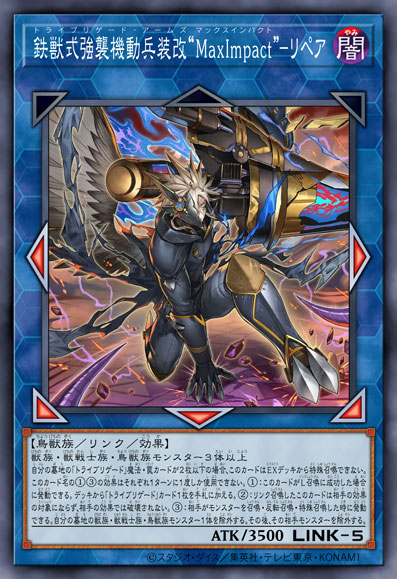 トライブリゲード・アームズ“マックスインパクト”
鉄獣式強襲機動兵装改“MaxImpact”－リペア
闇
やみ
【鳥獣族／リンク／効果】
獣族・獣戦士族・鳥獣族モンスター3体以上
自分の墓地の「トライブリゲード」魔法・罠カードが2枚以下の場合、このカードはEXデッキから特殊召喚できない。
このカード名の①③の効果はそれぞれ1ターンに1度しか使用できない。①：このカードがL召喚に成功した場合
に発動できる。デッキから「トライブリゲード」カード1枚を手札に加える。②：リンク召喚したこのカードは相手の効果
の対象にならず、相手の効果では破壊されない。③：相手がモンスターを召喚・反転召喚・特殊召喚した時に発動
できる。自分の墓地の獣族・獣戦士族・鳥獣族モンスター1体を除外する。その後、その相手モンスターを除外する。
ATK/3500 LINK-5
©スタジオ・ダイス／集英社・テレビ東京・KONAMI